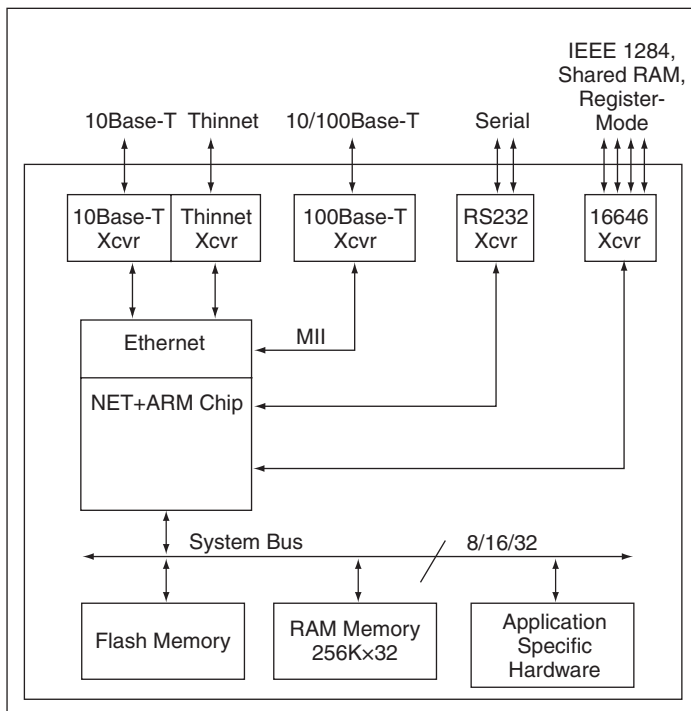 IEEE 1284,
Shared RAM,
Register-
Mode
10Base-T Thinnet 10/100Base-T Serial
10Base-T
Xcvr
Thinnet
Xcvr
100Base-T
Xcvr
RS232
Xcvr
16646
Xcvr
Ethernet
MII
NET+ARM Chip
System Bus 8/16/32
Flash Memory
RAM Memory
256K×32
Application
Specific
Hardware